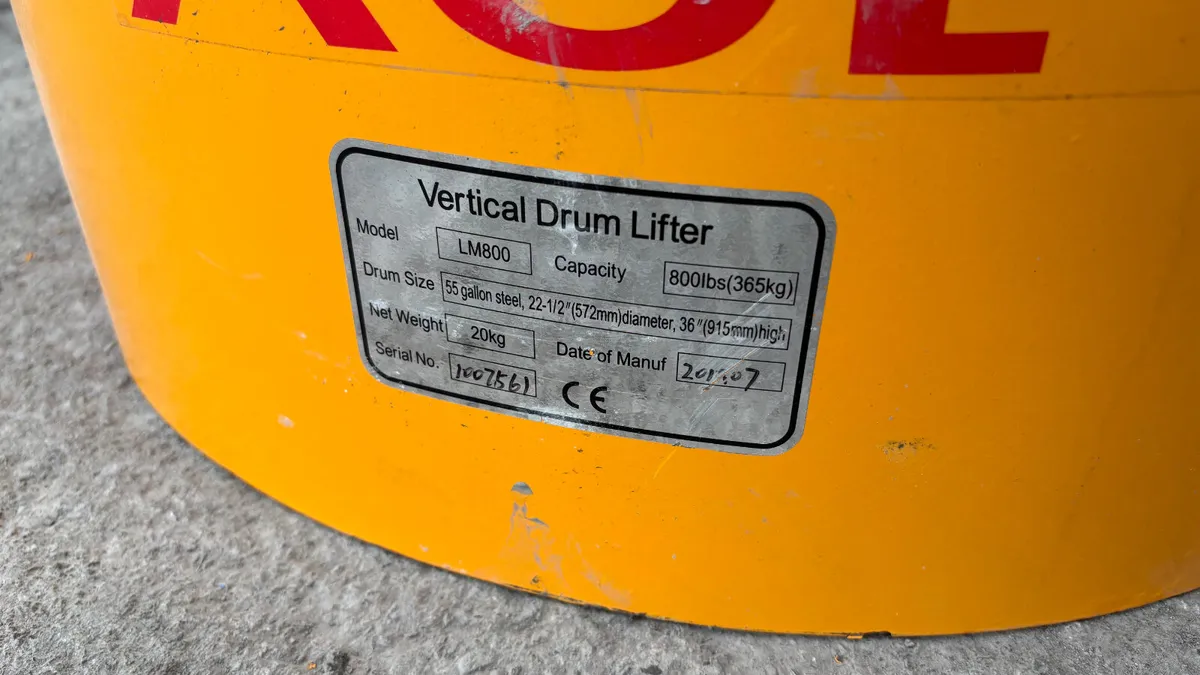 Vertical Drum Lifter
Model LM800 Capacity 800lbs(365kg)
Drum Size 55 gallon steel, 22-1/2"(572mm)diameter, 36"(915mm)high
Net Weight 20kg Date of Manuf
Serial No. 1007561 CE